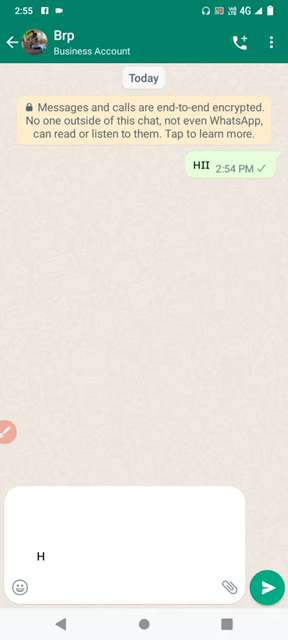 2:55 4G
Brp
Business Account
Today
Messages and calls are end-to-end encrypted.
No one outside of this chat, not even WhatsApp,
can read or listen to them. Tap to learn more.
HII 2:54 PM
H